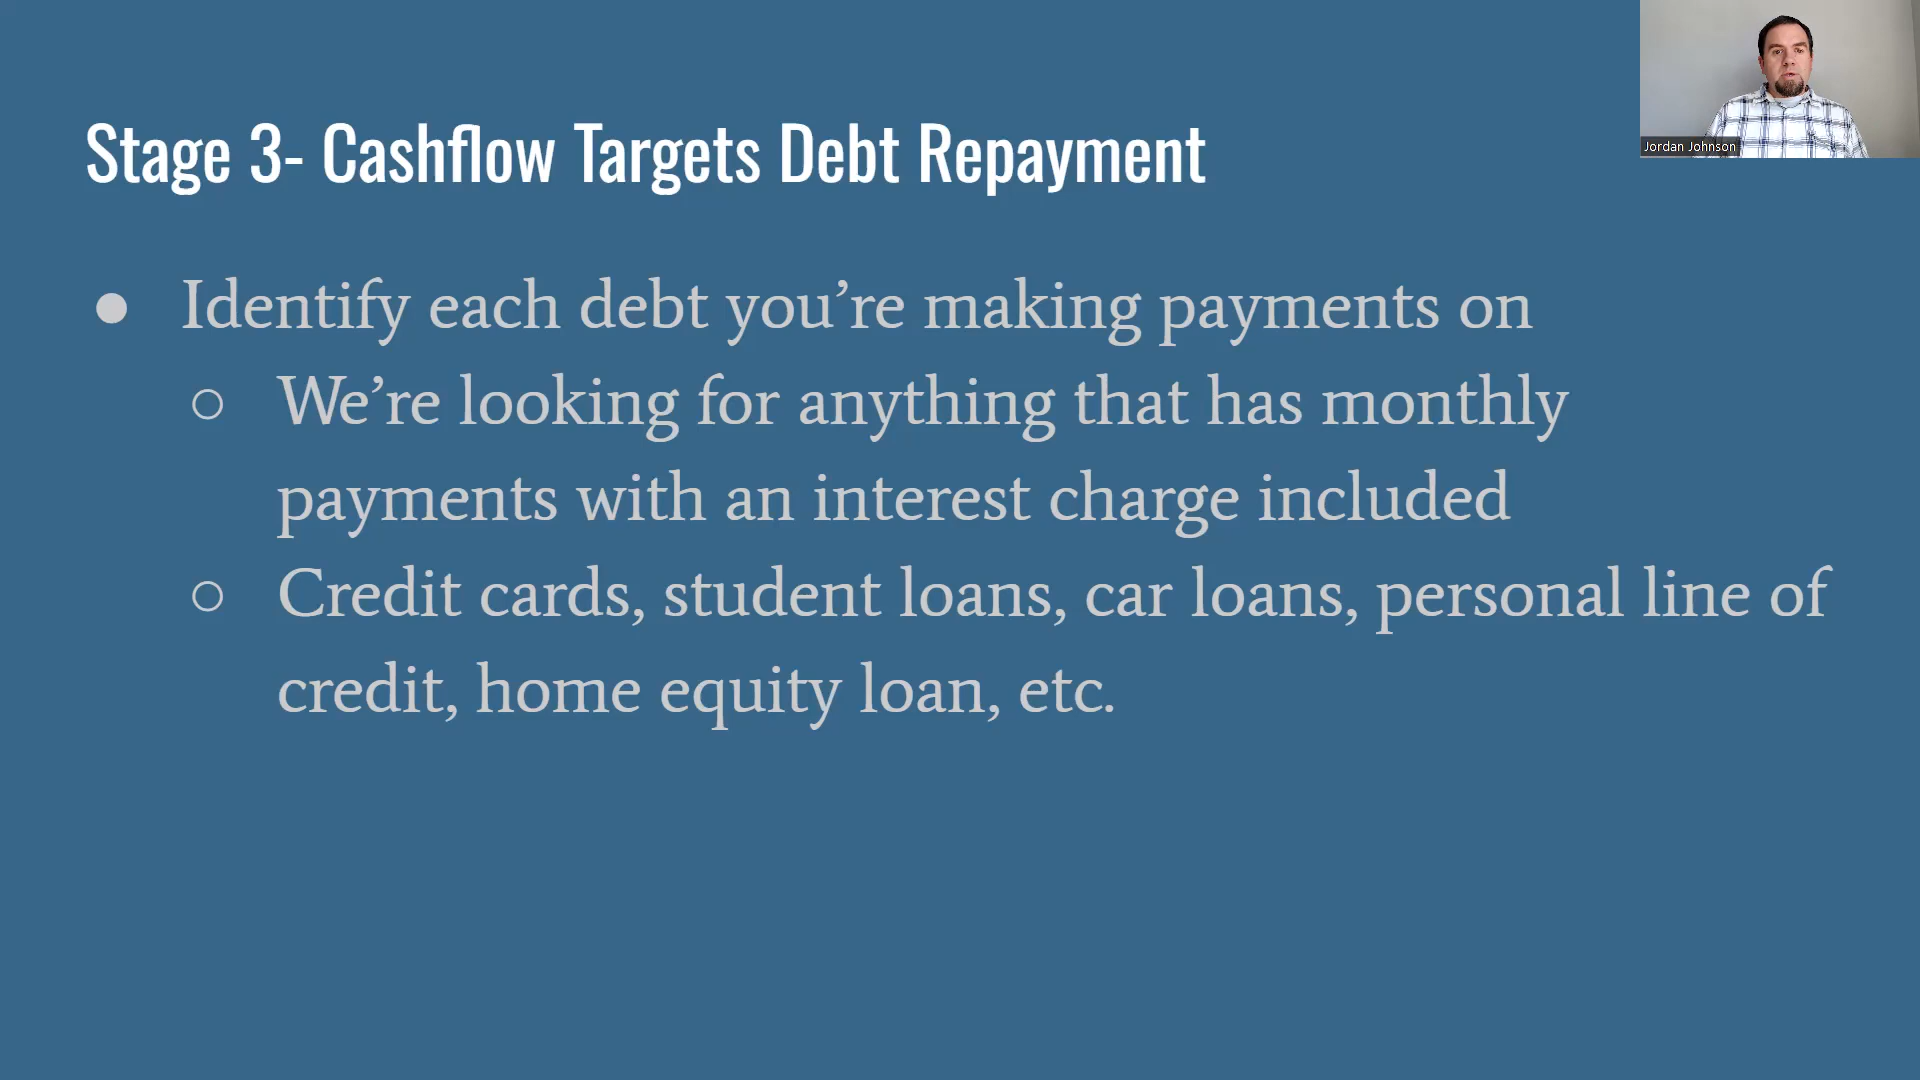 Stage 3- Cashflow Targets Debt Repayment
Jordan Johnson
● Identify each debt you’re making payments on
○ We’re looking for anything that has monthly
payments with an interest charge included
○ Credit cards, student loans, car loans, personal line of
credit, home equity loan, etc.